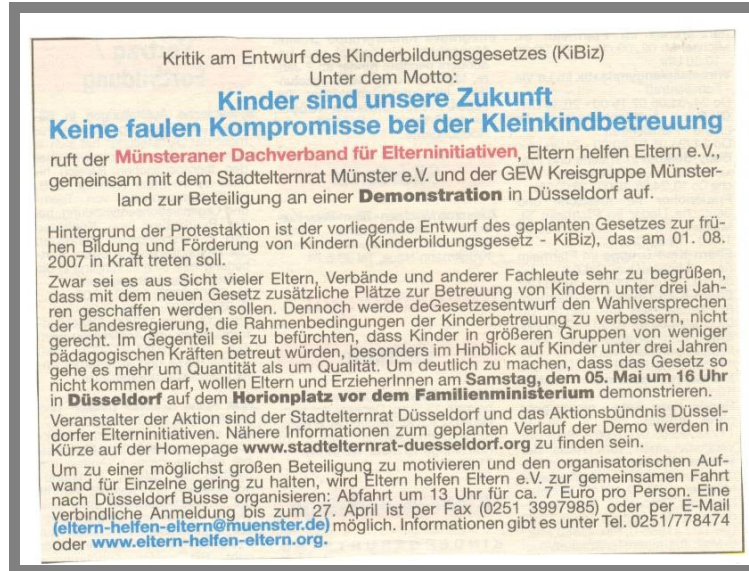 Kritik am Entwurf des Kinderbildungsgesetzes (KiBiz)
Unter dem Motto:
Kinder sind unsere Zukunft
Keine faulen Kompromisse bei der Kleinkindbetreuung
ruft der Münsteraner Dachverband für Elterninitiativen, Eltern helfen Eltern e.V.,
gemeinsam mit dem Stadtelternrat Münster e.V. und der GEW Kreisgruppe Münster-
land zur Beteiligung an einer Demonstration in Düsseldorf auf.
Hintergrund der Protestaktion ist der vorliegende Entwurf des geplanten Gesetzes zur frü-
hen Bildung und Förderung von Kindern (Kinderbildungsgesetz - KiBiz), das am 01. 08.
2007 in Kraft treten soll.
Zwar sei es aus Sicht vieler Eltern, Verbände und anderer Fachleute sehr zu begrüßen,
dass mit dem neuen Gesetz zusätzliche Plätze zur Betreuung von Kindern unter drei Jah-
ren geschaffen werden sollen. Dennoch werde deGesetzesentwurf den Wahlversprechen
der Landesregierung, die Rahmenbedingungen der Kinderbetreuung zu verbessern, nicht
gerecht. Im Gegenteil sei zu befürchten, dass Kinder in größeren Gruppen von weniger
pädagogischen Kräften betreut würden, besonders im Hinblick auf Kinder unter drei Jahren
gehe es mehr um Quantität als um Qualität. Um deutlich zu machen, dass das Gesetz so
nicht kommen darf, wollen Eltern und ErzieherInnen am Samstag, dem 05. Mai um 16 Uhr
in Düsseldorf auf dem Horionplatz vor dem Familienministerium demonstrieren.
Veranstalter der Aktion sind der Stadtelternrat Düsseldorf und das Aktionsbündnis Düssel-
dorfer Elterninitiativen. Nähere Informationen zum geplanten Verlauf der Demo werden in
Kürze auf der Homepage www.stadtelternrat-duesseldorf.org zu finden sein.
Um zu einer möglichst großen Beteiligung zu motivieren und den organisatorischen Auf-
wand für Einzelne gering zu halten, wird Eltern helfen Eltern e.V. zur gemeinsamen Fahrt
nach Düsseldorf Busse organisieren: Abfahrt um 13 Uhr für ca. 7 Euro pro Person. Eine
verbindliche Anmeldung bis zum 27. April ist per Fax (0251 3997985) oder per E-Mail
(eltern-helfen-eltern@muenster.de) möglich. Informationen gibt es unter Tel. 0251/778474
oder www.eltern-helfen-eltern.org.